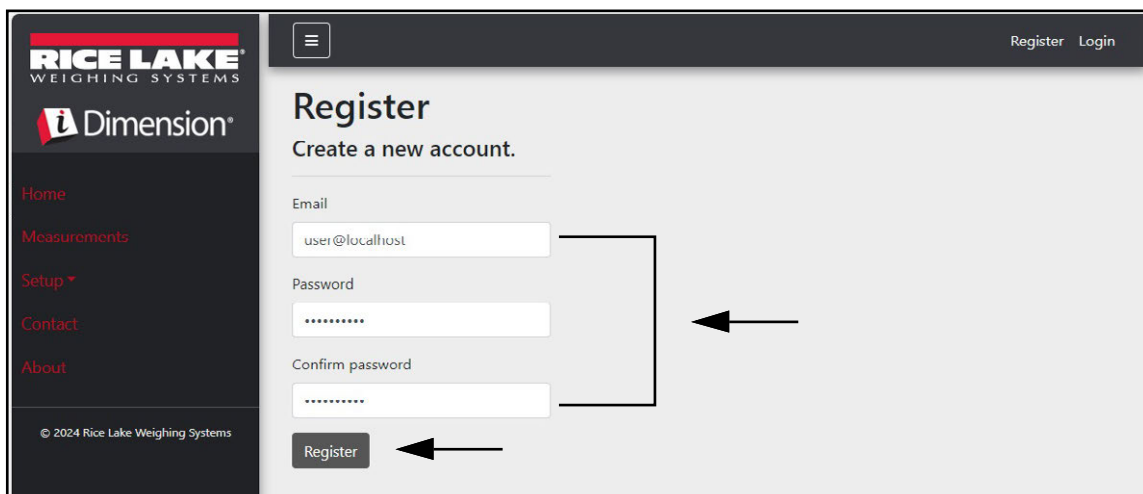 RICE LAKE®
WEIGHING SYSTEMS
i Dimension®
Home
Measurements
Setup
Contact
About
© 2024 Rice Lake Weighing Systems
Register Login
Register
Create a new account.
Email
user@localhost
Password
••••••••••
Confirm password
••••••••••
Register